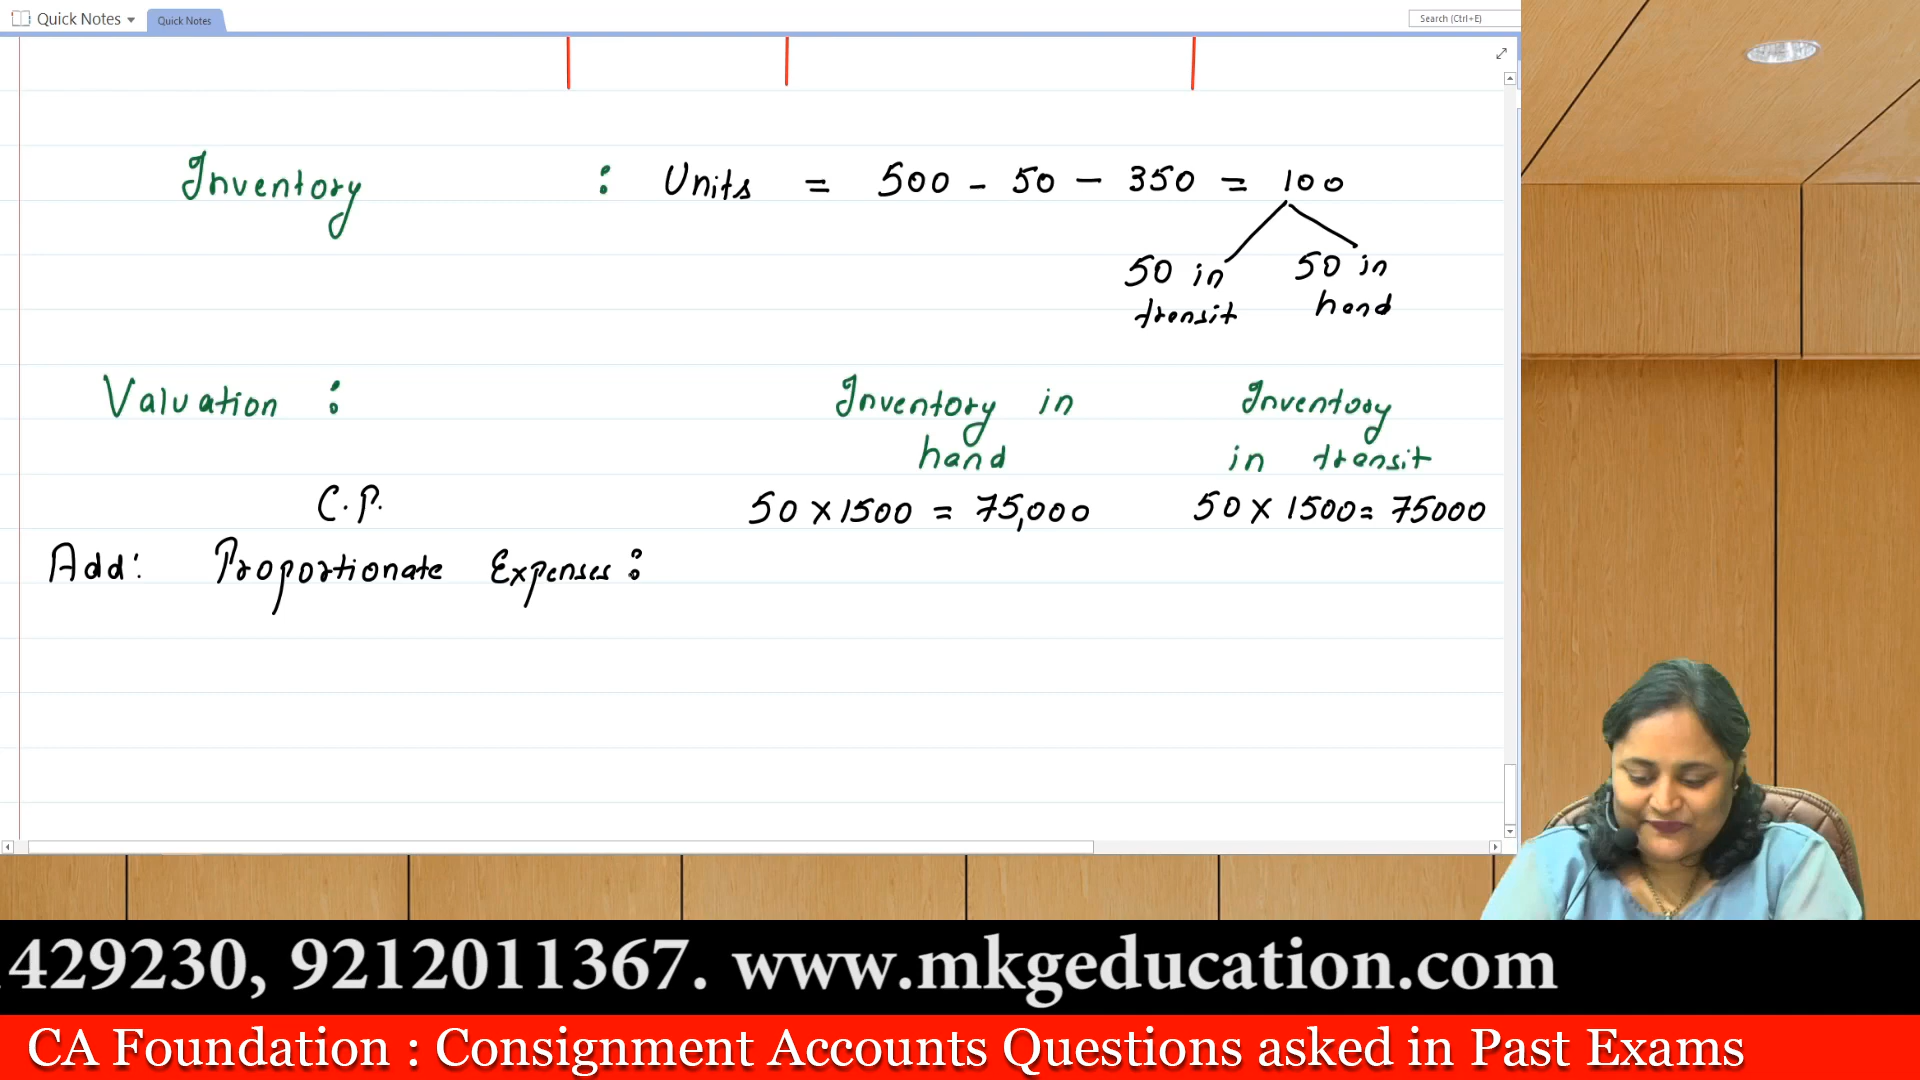 Quick Notes
Quick Notes
Search (Ctrl+E)
Inventory : Units = 500 - 50 - 350 = 100
50 in transit
50 in hand
Valuation : Inventory in hand Inventory in transit
C.P. 50 × 1500 = 75,000 50 × 1500 = 75000
Add: Proportionate Expenses :
429230, 9212011367. www.mkgeducation.com
CA Foundation : Consignment Accounts Questions asked in Past Exams